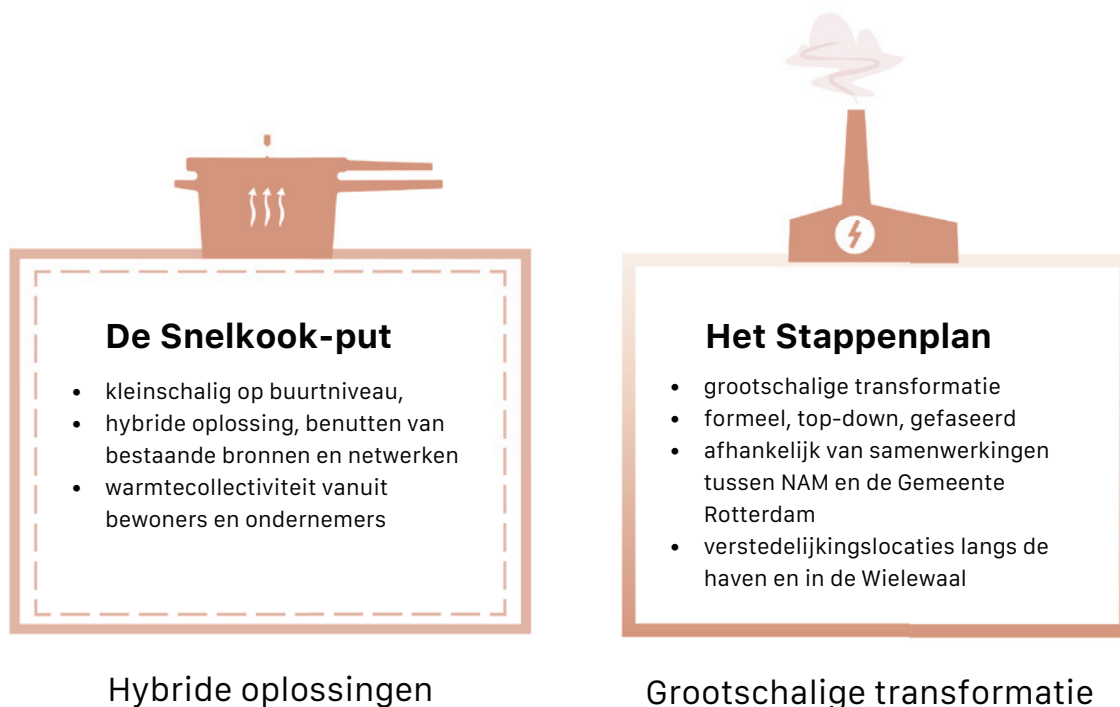 De Snelkook-put
• kleinschalig op buurtniveau,
• hybride oplossing, benutten van
bestaande bronnen en netwerken
• warmtecollectiviteit vanuit
bewoners en ondernemers
Hybride oplossingen
Het Stappenplan
• grootschalige transformatie
• formeel, top-down, gefaseerd
• afhankelijk van samenwerkingen
tussen NAM en de Gemeente
Rotterdam
• verstedelijkingslocaties langs de
haven en in de Wielewaal
Grootschalige transformatie